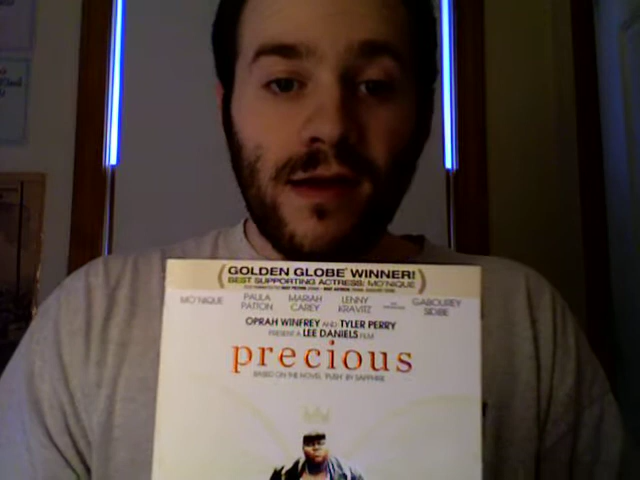 GOLDEN GLOBE® WINNER!
BEST SUPPORTING ACTRESS: MO'NIQUE
MO'NIQUE PAULA PATTON MARIAH CAREY LENNY KRAVITZ GABOUREY SIDIBE
OPRAH WINFREY AND TYLER PERRY
PRESENT A LEE DANIELS FILM
precious
BASED ON THE NOVEL 'PUSH' BY SAPPHIRE